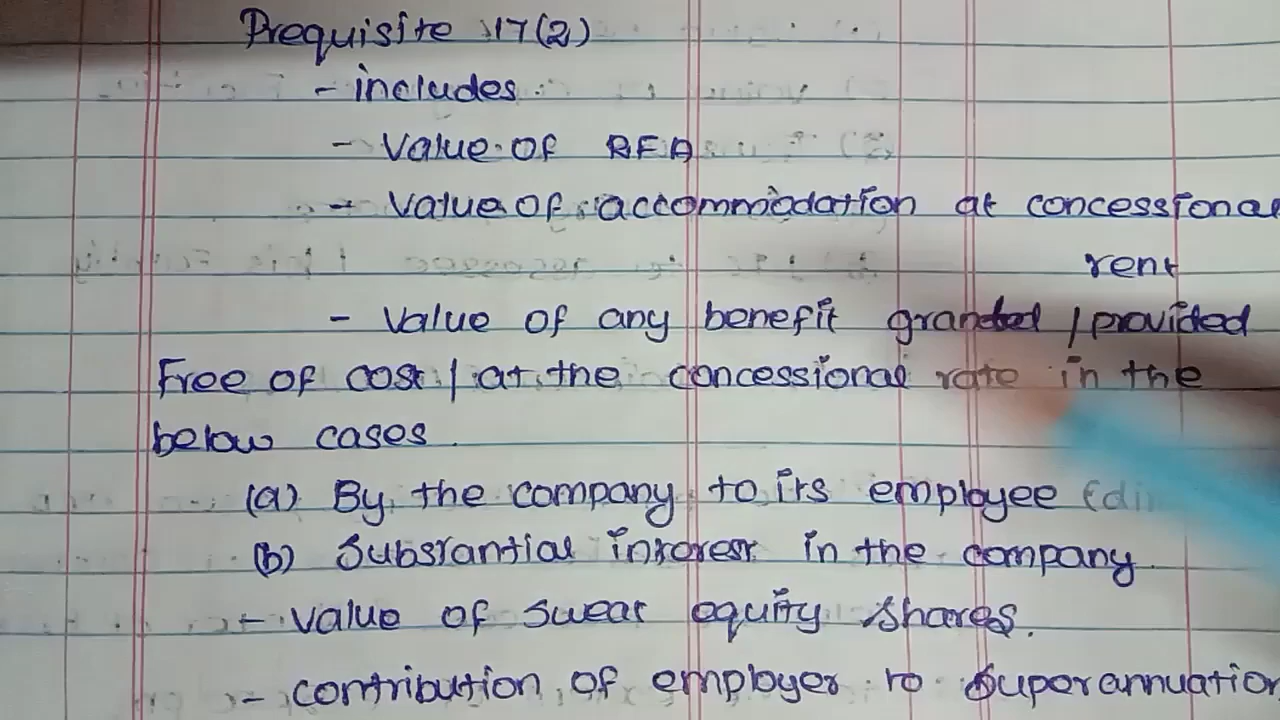 Prequisite 17(2)
- includes
- Value of RFA
- Value of accommodation at concessional
rent
- Value of any benefit granted / provided
Free of cost / at the concessional rate in the
below cases.
(a) By the company to its employee (di
(b) Substantial interest in the company
- Value of sweat equity shares.
- contribution of employer to superannuation